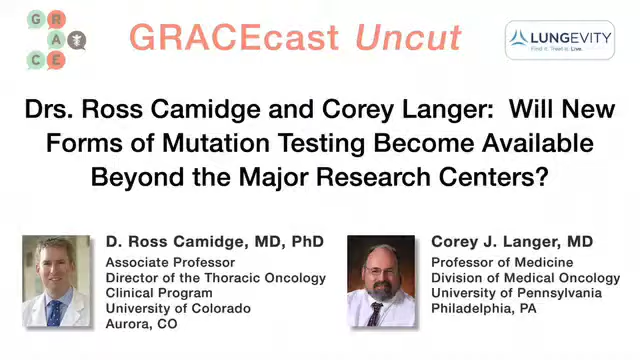 GRACE
GRACEcast Uncut
LUNGEVITY
Find it. Treat it. Live.
Drs. Ross Camidge and Corey Langer: Will New
Forms of Mutation Testing Become Available
Beyond the Major Research Centers?
D. Ross Camidge, MD, PhD
Associate Professor
Director of the Thoracic Oncology
Clinical Program
University of Colorado
Aurora, CO
Corey J. Langer, MD
Professor of Medicine
Division of Medical Oncology
University of Pennsylvania
Philadelphia, PA